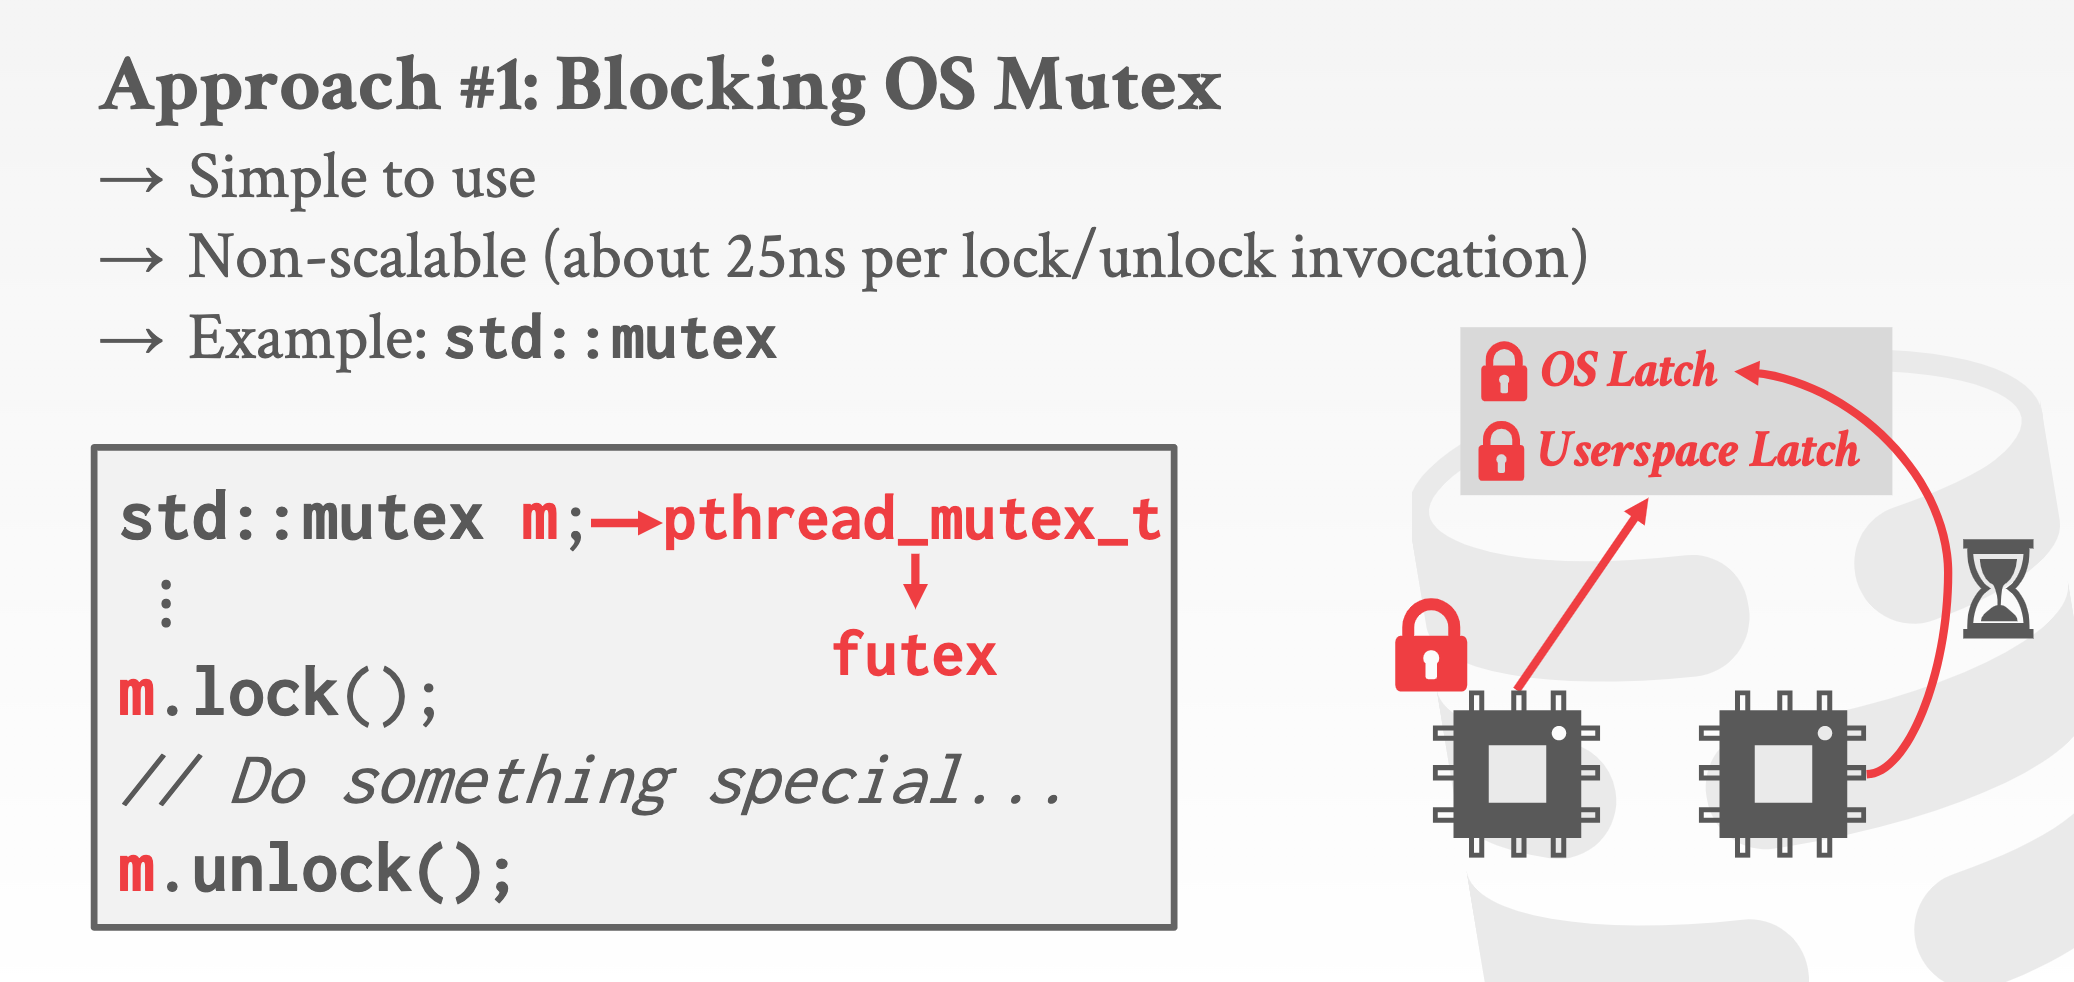 Approach #1: Blocking OS Mutex
→ Simple to use
→ Non-scalable (about 25ns per lock/unlock invocation)
→ Example: std::mutex
std::mutex m;→pthread_mutex_t
⋮
futex
m.lock();
// Do something special...
m.unlock();
OS Latch
Userspace Latch